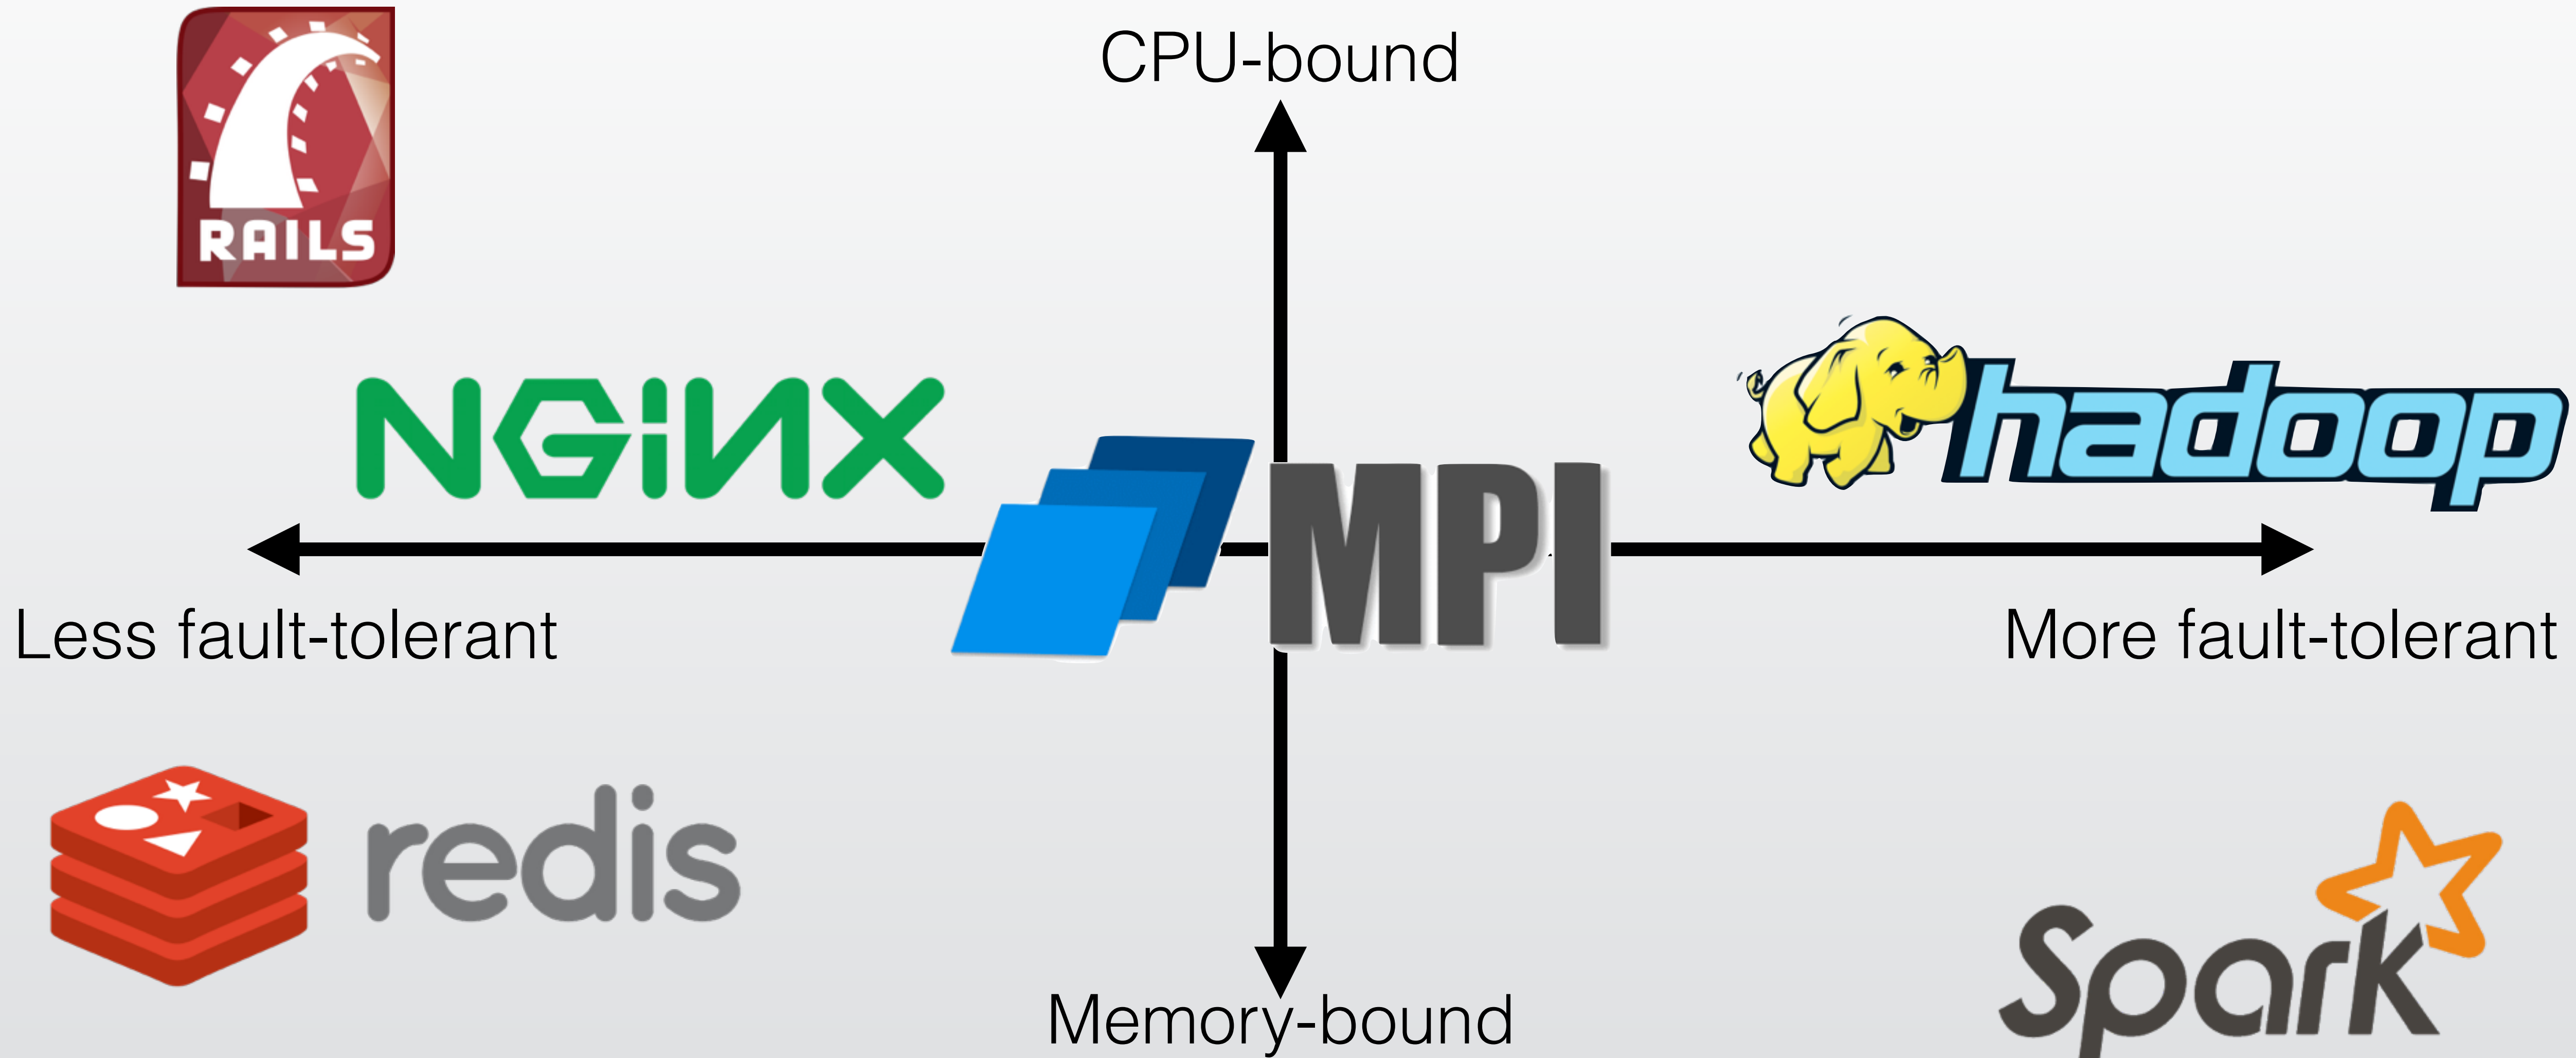 CPU-bound
RAILS
NGINX
hadoop
MPI
Less fault-tolerant
More fault-tolerant
redis
Spark
Memory-bound